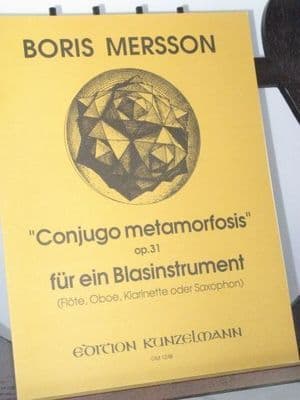 BORIS MERSSON
"Conjugo metamorfosis"
op.31
für ein Blasinstrument
(Flöte, Oboe, Klarinette oder Saxophon)
EDITION KUNZELMANN